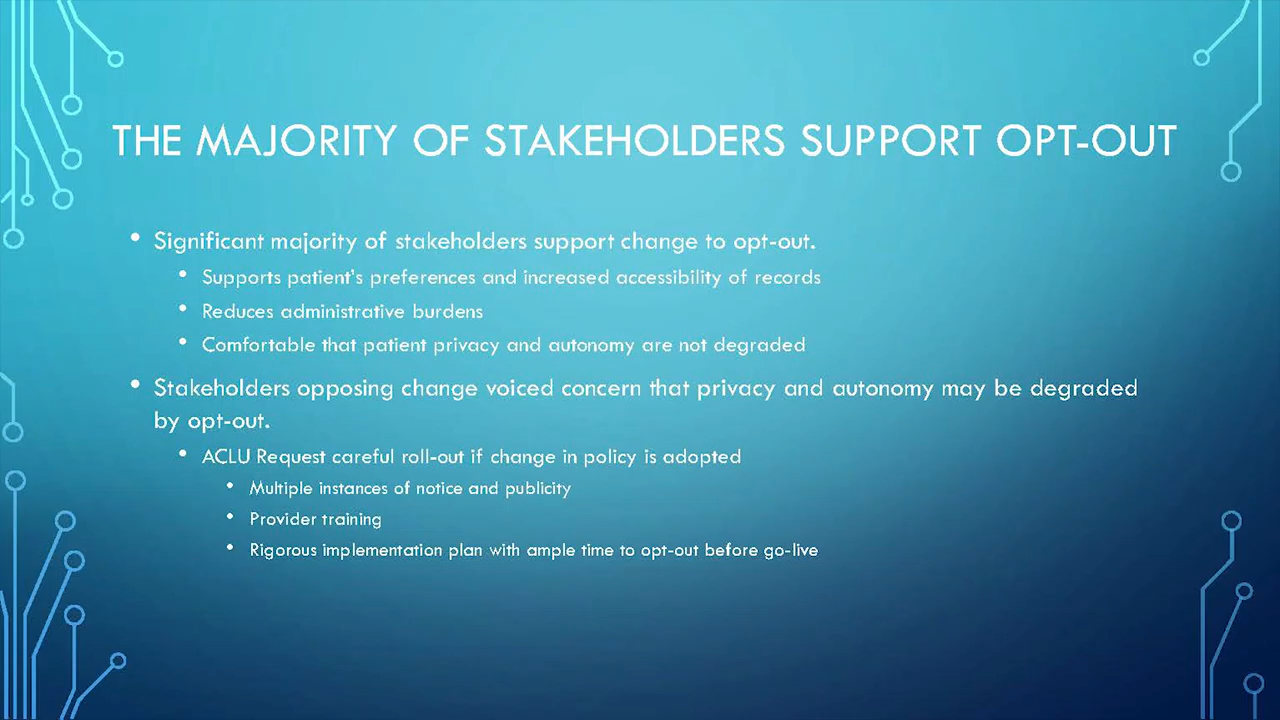 THE MAJORITY OF STAKEHOLDERS SUPPORT OPT-OUT
• Significant majority of stakeholders support change to opt-out.
• Supports patient's preferences and increased accessibility of records
• Reduces administrative burdens
• Comfortable that patient privacy and autonomy are not degraded
• Stakeholders opposing change voiced concern that privacy and autonomy may be degraded
by opt-out.
• ACLU Request careful roll-out if change in policy is adopted
• Multiple instances of notice and publicity
• Provider training
• Rigorous implementation plan with ample time to opt-out before go-live